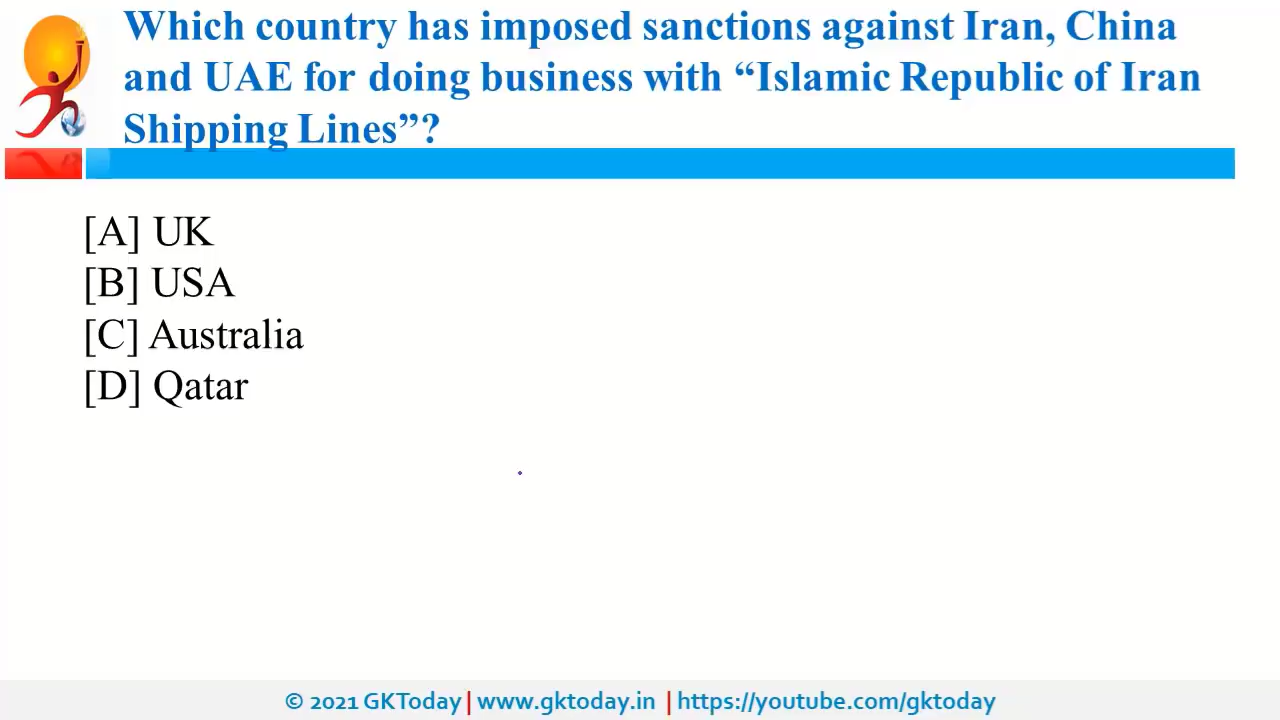 Which country has imposed sanctions against Iran, China
and UAE for doing business with “Islamic Republic of Iran
Shipping Lines”?
[A] UK
[B] USA
[C] Australia
[D] Qatar
© 2021 GKToday | www.gktoday.in | https://youtube.com/gktoday